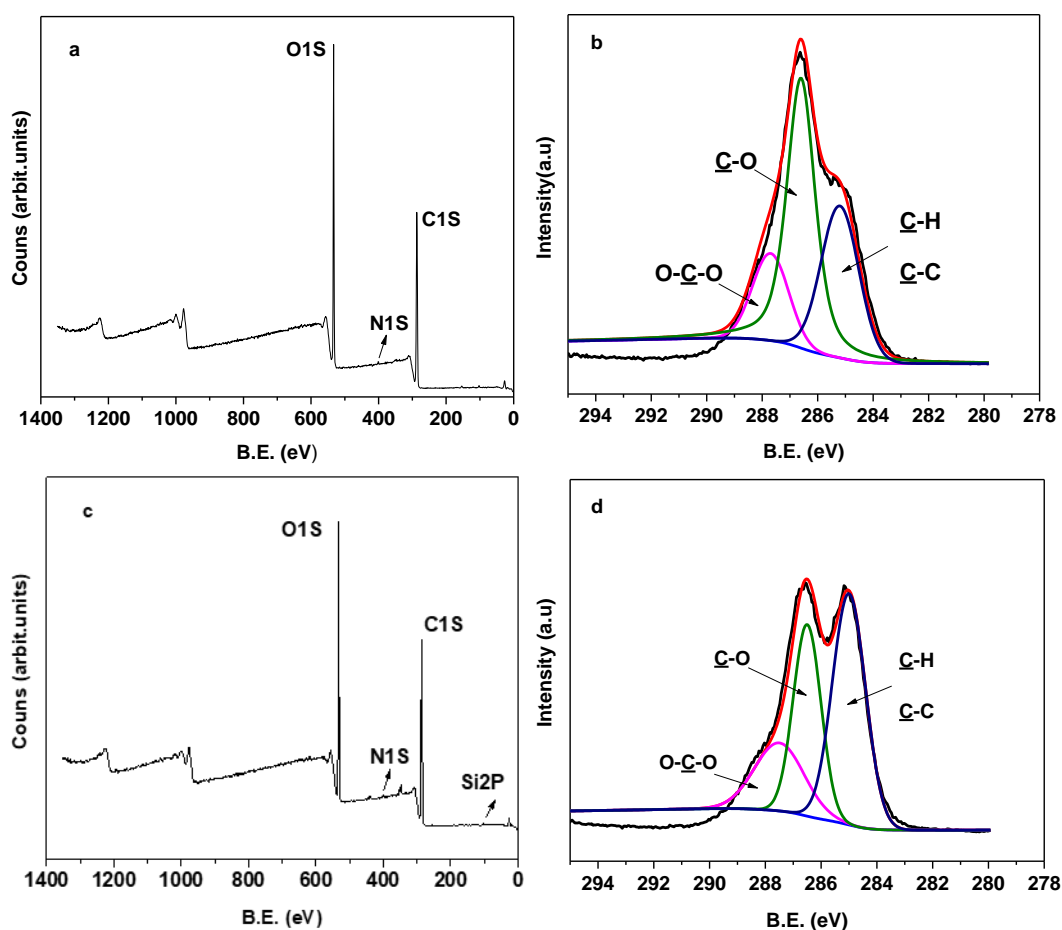 a
O1S
C1S
N1S
Couns (arbit.units)
1400 1200 1000 800 600 400 200 0
B.E. (eV)
b
C-O
C-H
O-C-O
C-C
Intensity(a.u)
294 292 290 288 286 284 282 280 278
B.E. (eV)
c
O1S
C1S
N1S
Si2P
Couns (arbit.units)
1400 1200 1000 800 600 400 200 0
B.E. (eV)
d
C-O
C-H
C-C
O-C-O
Intensity (a.u)
294 292 290 288 286 284 282 280 278
B.E. (eV)